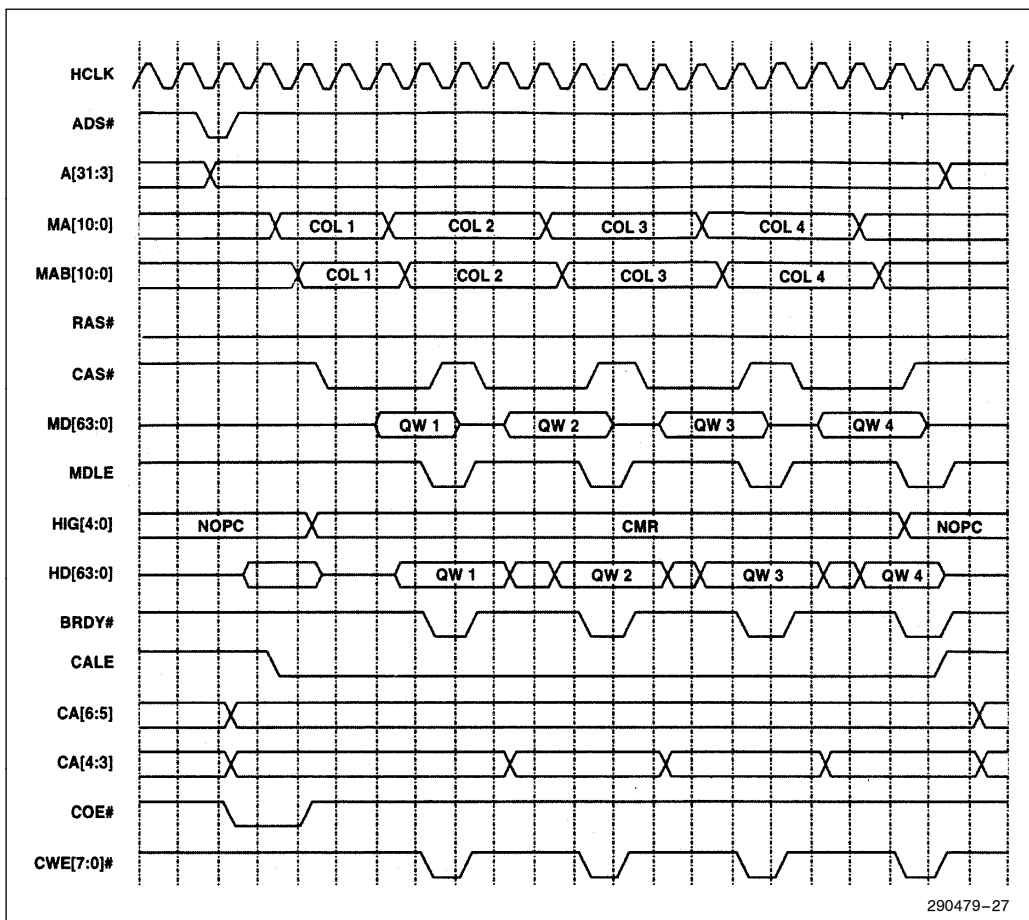 HCLK
ADS#
A[31:3]
MA[10:0] COL 1 COL 2 COL 3 COL 4
MAB[10:0] COL 1 COL 2 COL 3 COL 4
RAS#
CAS#
MD[63:0] QW 1 QW 2 QW 3 QW 4
MDLE
HIG[4:0] NOPC CMR NOPC
HD[63:0] QW 1 QW 2 QW 3 QW 4
BRDY#
CALE
CA[6:5]
CA[4:3]
COE#
CWE[7:0]#
290479-27